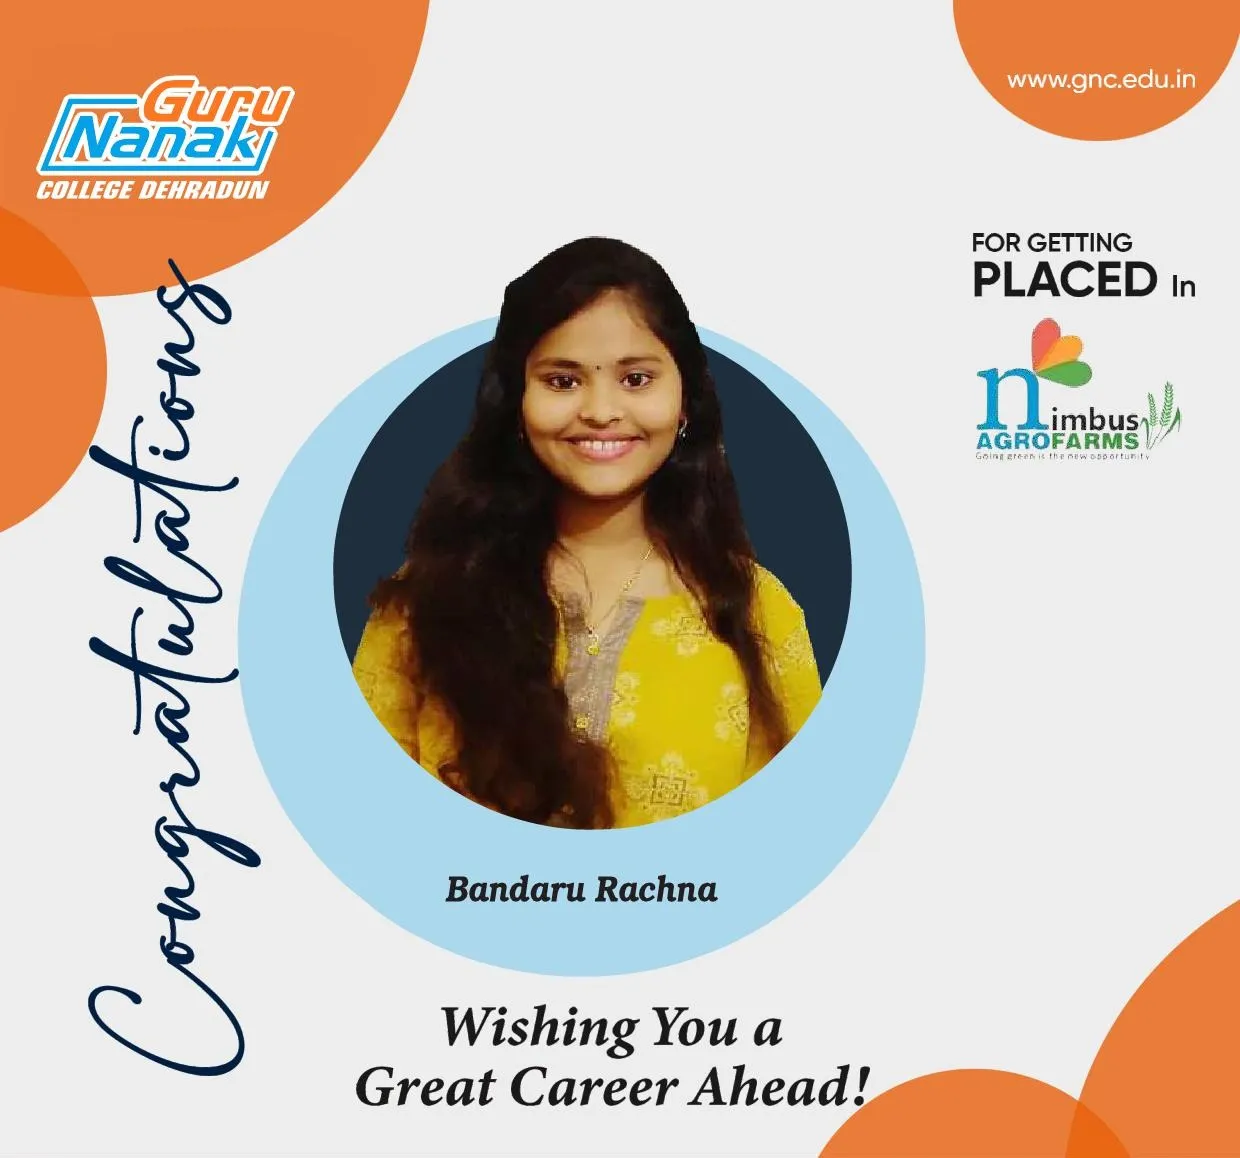 Guru
Nanak
COLLEGE DEHRADUN
www.gnc.edu.in
Congratulations
FOR GETTING
PLACED In
nimbus
AGROFARMS
Going green is the new opportunity
Bandaru Rachna
Wishing You a
Great Career Ahead!